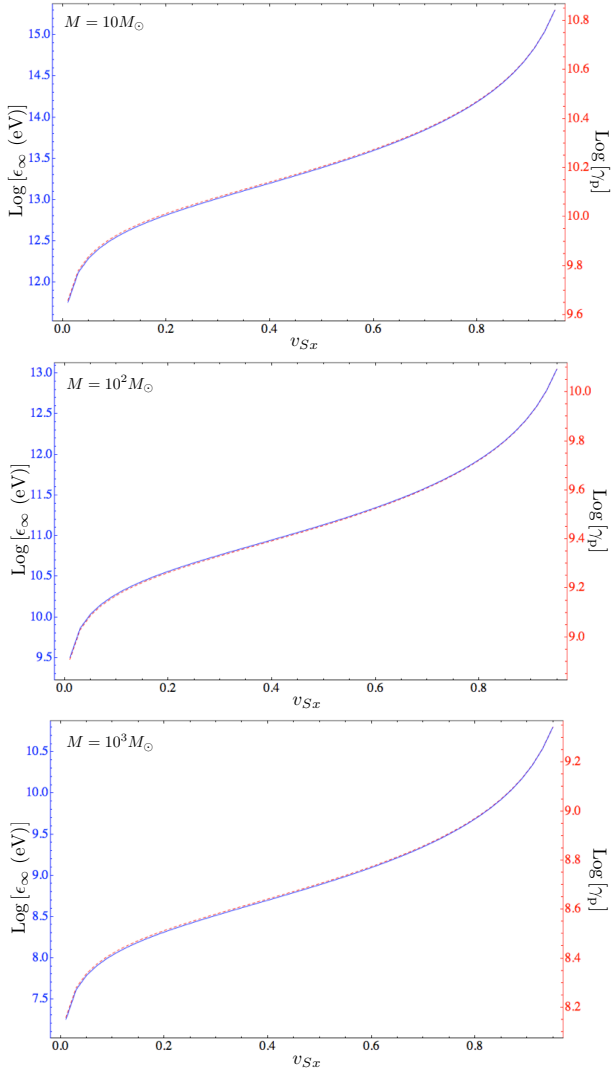 M = 10M⊙
Log [ϵ∞ (eV)]
15.0
14.5
14.0
13.5
13.0
12.5
12.0
10.8
10.6
10.4
10.2
10.0
9.8
9.6
Log [γp]
0.0 0.2 0.4 0.6 0.8
vSx
M = 10²M⊙
Log [ϵ∞ (eV)]
13.0
12.5
12.0
11.5
11.0
10.5
10.0
9.5
10.0
9.8
9.6
9.4
9.2
9.0
Log [γp]
0.0 0.2 0.4 0.6 0.8
vSx
M = 10³M⊙
Log [ϵ∞ (eV)]
10.5
10.0
9.5
9.0
8.5
8.0
7.5
9.2
9.0
8.8
8.6
8.4
8.2
Log [γp]
0.0 0.2 0.4 0.6 0.8
vSx